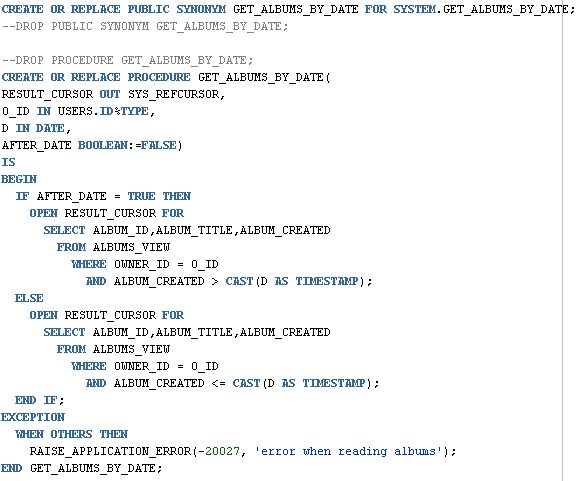 CREATE OR REPLACE PUBLIC SYNONYM GET_ALBUMS_BY_DATE FOR SYSTEM.GET_ALBUMS_BY_DATE;
--DROP PUBLIC SYNONYM GET_ALBUMS_BY_DATE;
--DROP PROCEDURE GET_ALBUMS_BY_DATE;
CREATE OR REPLACE PROCEDURE GET_ALBUMS_BY_DATE(
RESULT_CURSOR OUT SYS_REFCURSOR,
O_ID IN USERS.ID%TYPE,
D IN DATE,
AFTER_DATE BOOLEAN:=FALSE)
IS
BEGIN
IF AFTER_DATE = TRUE THEN
OPEN RESULT_CURSOR FOR
SELECT ALBUM_ID,ALBUM_TITLE,ALBUM_CREATED
FROM ALBUMS_VIEW
WHERE OWNER_ID = O_ID
AND ALBUM_CREATED > CAST(D AS TIMESTAMP);
ELSE
OPEN RESULT_CURSOR FOR
SELECT ALBUM_ID,ALBUM_TITLE,ALBUM_CREATED
FROM ALBUMS_VIEW
WHERE OWNER_ID = O_ID
AND ALBUM_CREATED <= CAST(D AS TIMESTAMP);
END IF;
EXCEPTION
WHEN OTHERS THEN
RAISE_APPLICATION_ERROR(-20027, 'error when reading albums');
END GET_ALBUMS_BY_DATE;